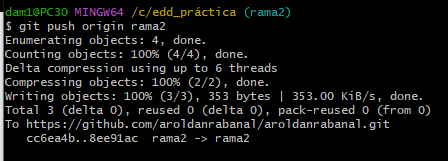 dam1@PC30 MINGW64 /c/edd_práctica (rama2)
$ git push origin rama2
Enumerating objects: 4, done.
Counting objects: 100% (4/4), done.
Delta compression using up to 6 threads
Compressing objects: 100% (2/2), done.
Writing objects: 100% (3/3), 353 bytes | 353.00 KiB/s, done.
Total 3 (delta 0), reused 0 (delta 0), pack-reused 0 (from 0)
To https://github.com/aroldanrabanal/aroldanrabanal.git
   cc6ea4b..8ee91ac  rama2 -> rama2